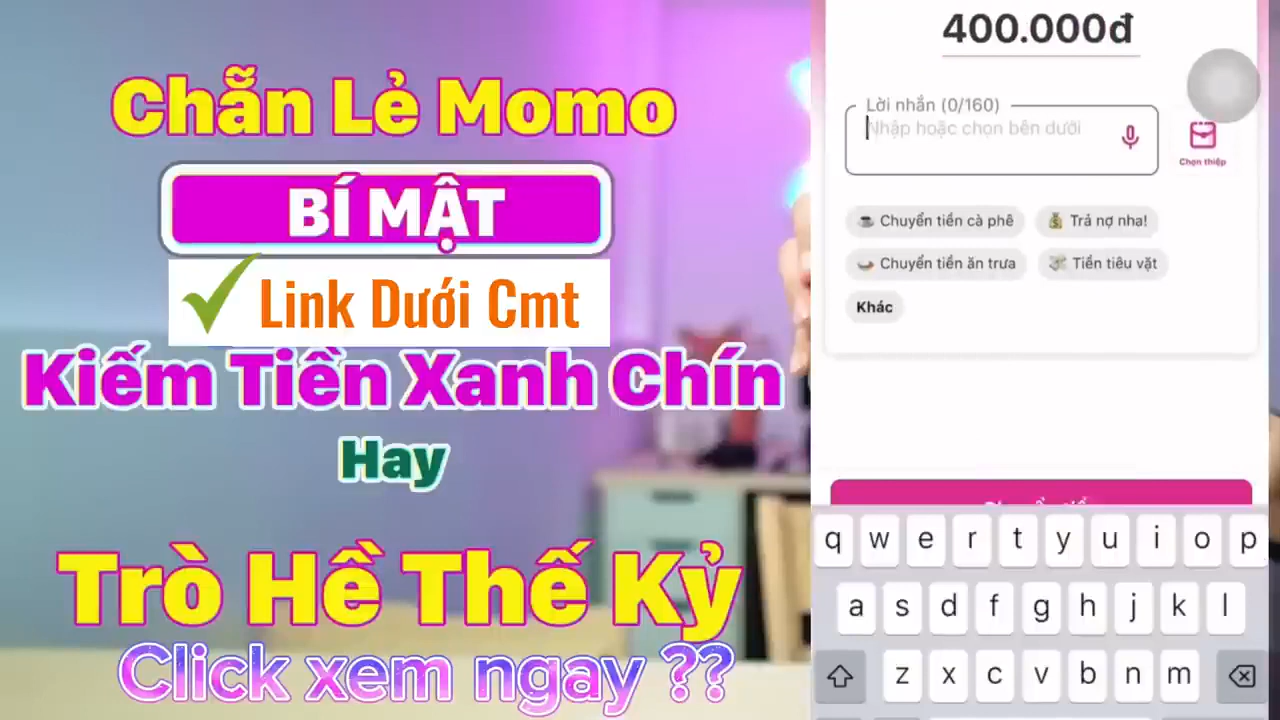 Chẵn Lẻ Momo
BÍ MẬT
Link Dưới Cmt
Kiếm Tiền Xanh Chín
Hay
Trò Hề Thế Kỷ
Click xem ngay ??
400.000đ
Lời nhắn (0/160)
Nhập hoặc chọn bên dưới
Chọn thiệp
Chuyển tiền cà phê
Trả nợ nha!
Chuyển tiền ăn trưa
Tiền tiêu vặt
Khác
q w e r t y u i o p
a s d f g h j k l
z x c v b n m